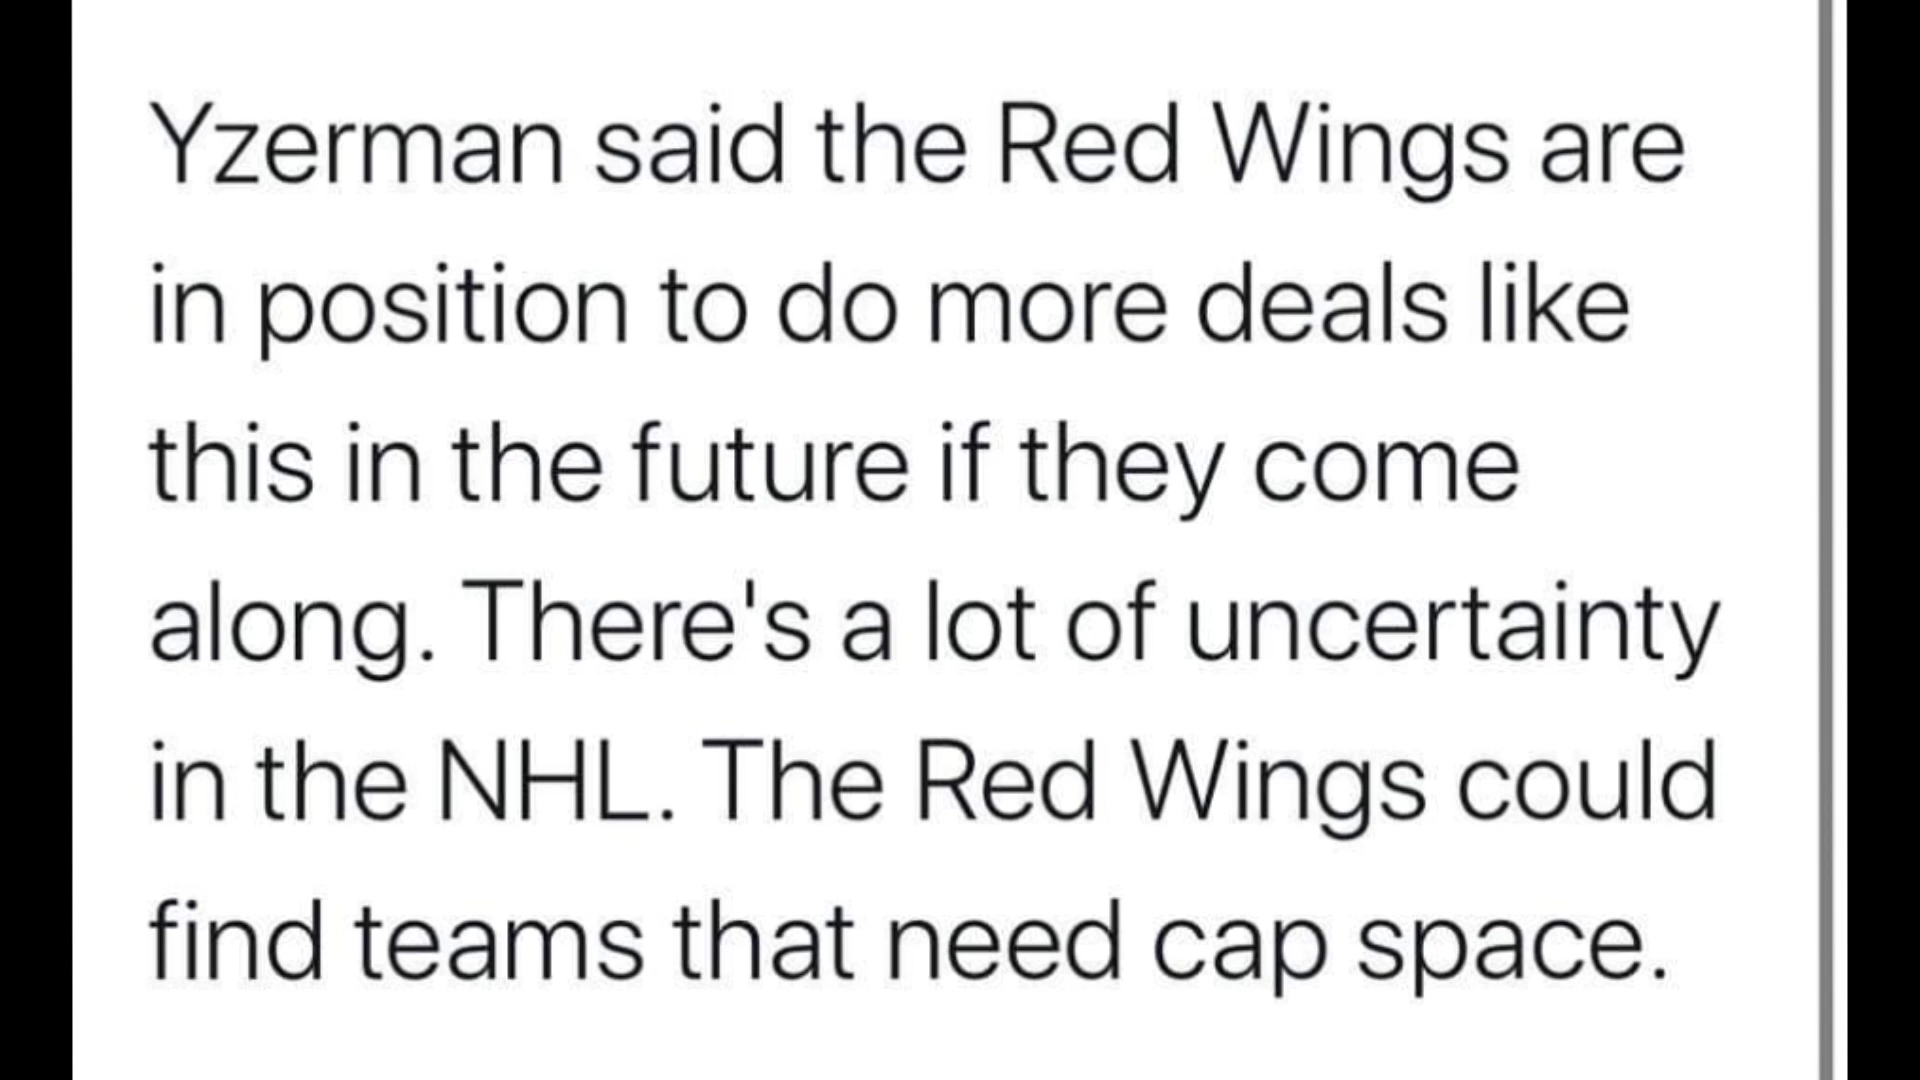 Yzerman said the Red Wings are
in position to do more deals like
this in the future if they come
along. There's a lot of uncertainty
in the NHL. The Red Wings could
find teams that need cap space.